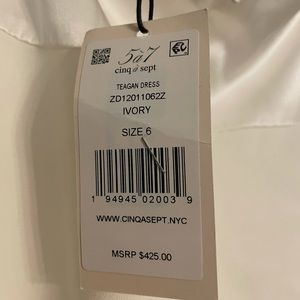 5à7
cinq à sept
TEAGAN DRESS
ZD12011062Z
IVORY
SIZE 6
1 94945 02003 9
WWW.CINQASEPT.NYC
MSRP $425.00